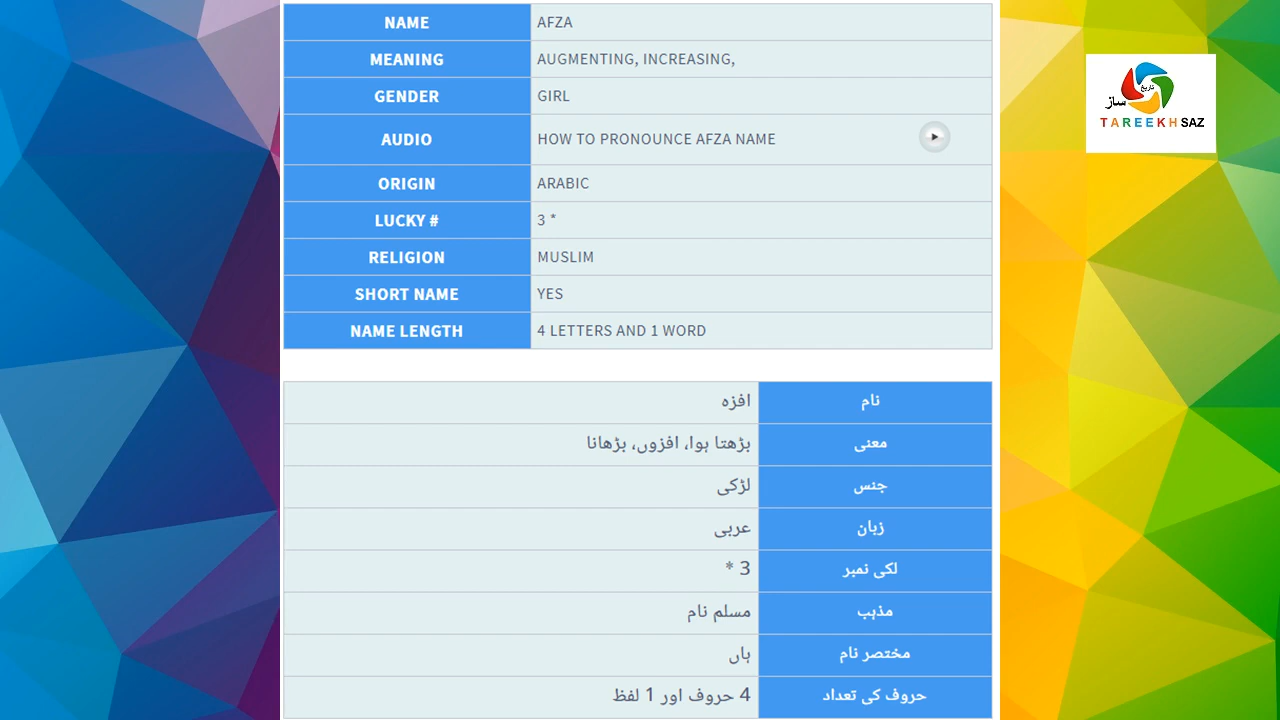 NAME AFZA
MEANING AUGMENTING, INCREASING,
GENDER GIRL
AUDIO HOW TO PRONOUNCE AFZA NAME
ORIGIN ARABIC
LUCKY # 3 *
RELIGION MUSLIM
SHORT NAME YES
NAME LENGTH 4 LETTERS AND 1 WORD
نام افزہ
معنی بڑھتا ہوا، افزوں، بڑھانا
جنس لڑکی
زبان عربی
لکی نمبر 3 *
مذہب مسلم نام
مختصر نام ہاں
حروف کی تعداد 4 حروف اور 1 لفظ
تاریخ
ساز
TAREEKH SAZ